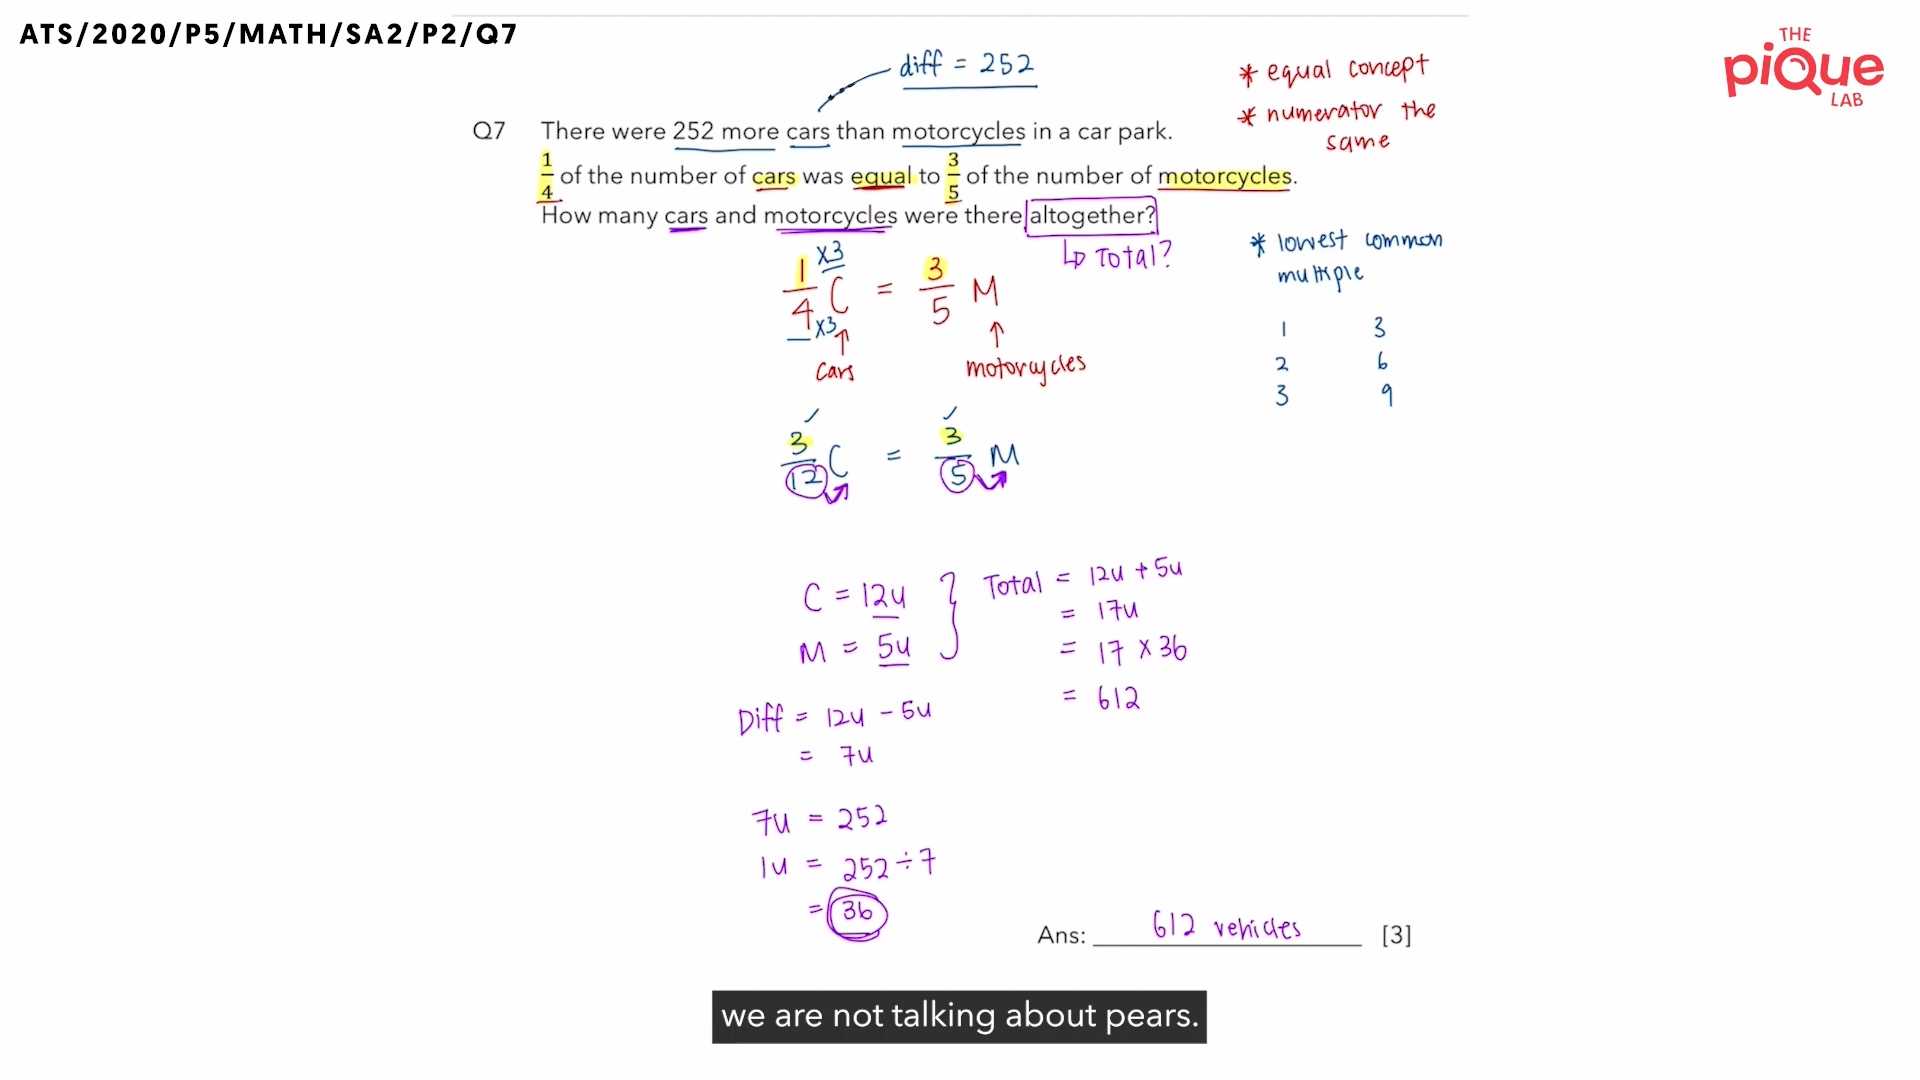 ATS/2020/P5/MATH/SA2/P2/Q7
THE
piQue
LAB
diff = 252
* equal concept
* numerator the
same
Q7 There were 252 more cars than motorcycles in a car park.
1/4 of the number of cars was equal to 3/5 of the number of motorcycles.
How many cars and motorcycles were there altogether?
↳ Total?
* lowest common
multiple
1 3
2 6
3 9
x3
1/4 C = 3/5 M
x3
↑ ↑
cars motorcycles
✓ ✓
3/12 C = 3/5 M
C = 12u } Total = 12u + 5u
= 17u
M = 5u = 17 x 36
= 612
Diff = 12u - 5u
= 7u
7u = 252
1u = 252 ÷ 7
= 36
Ans: 612 vehicles [3]
we are not talking about pears.